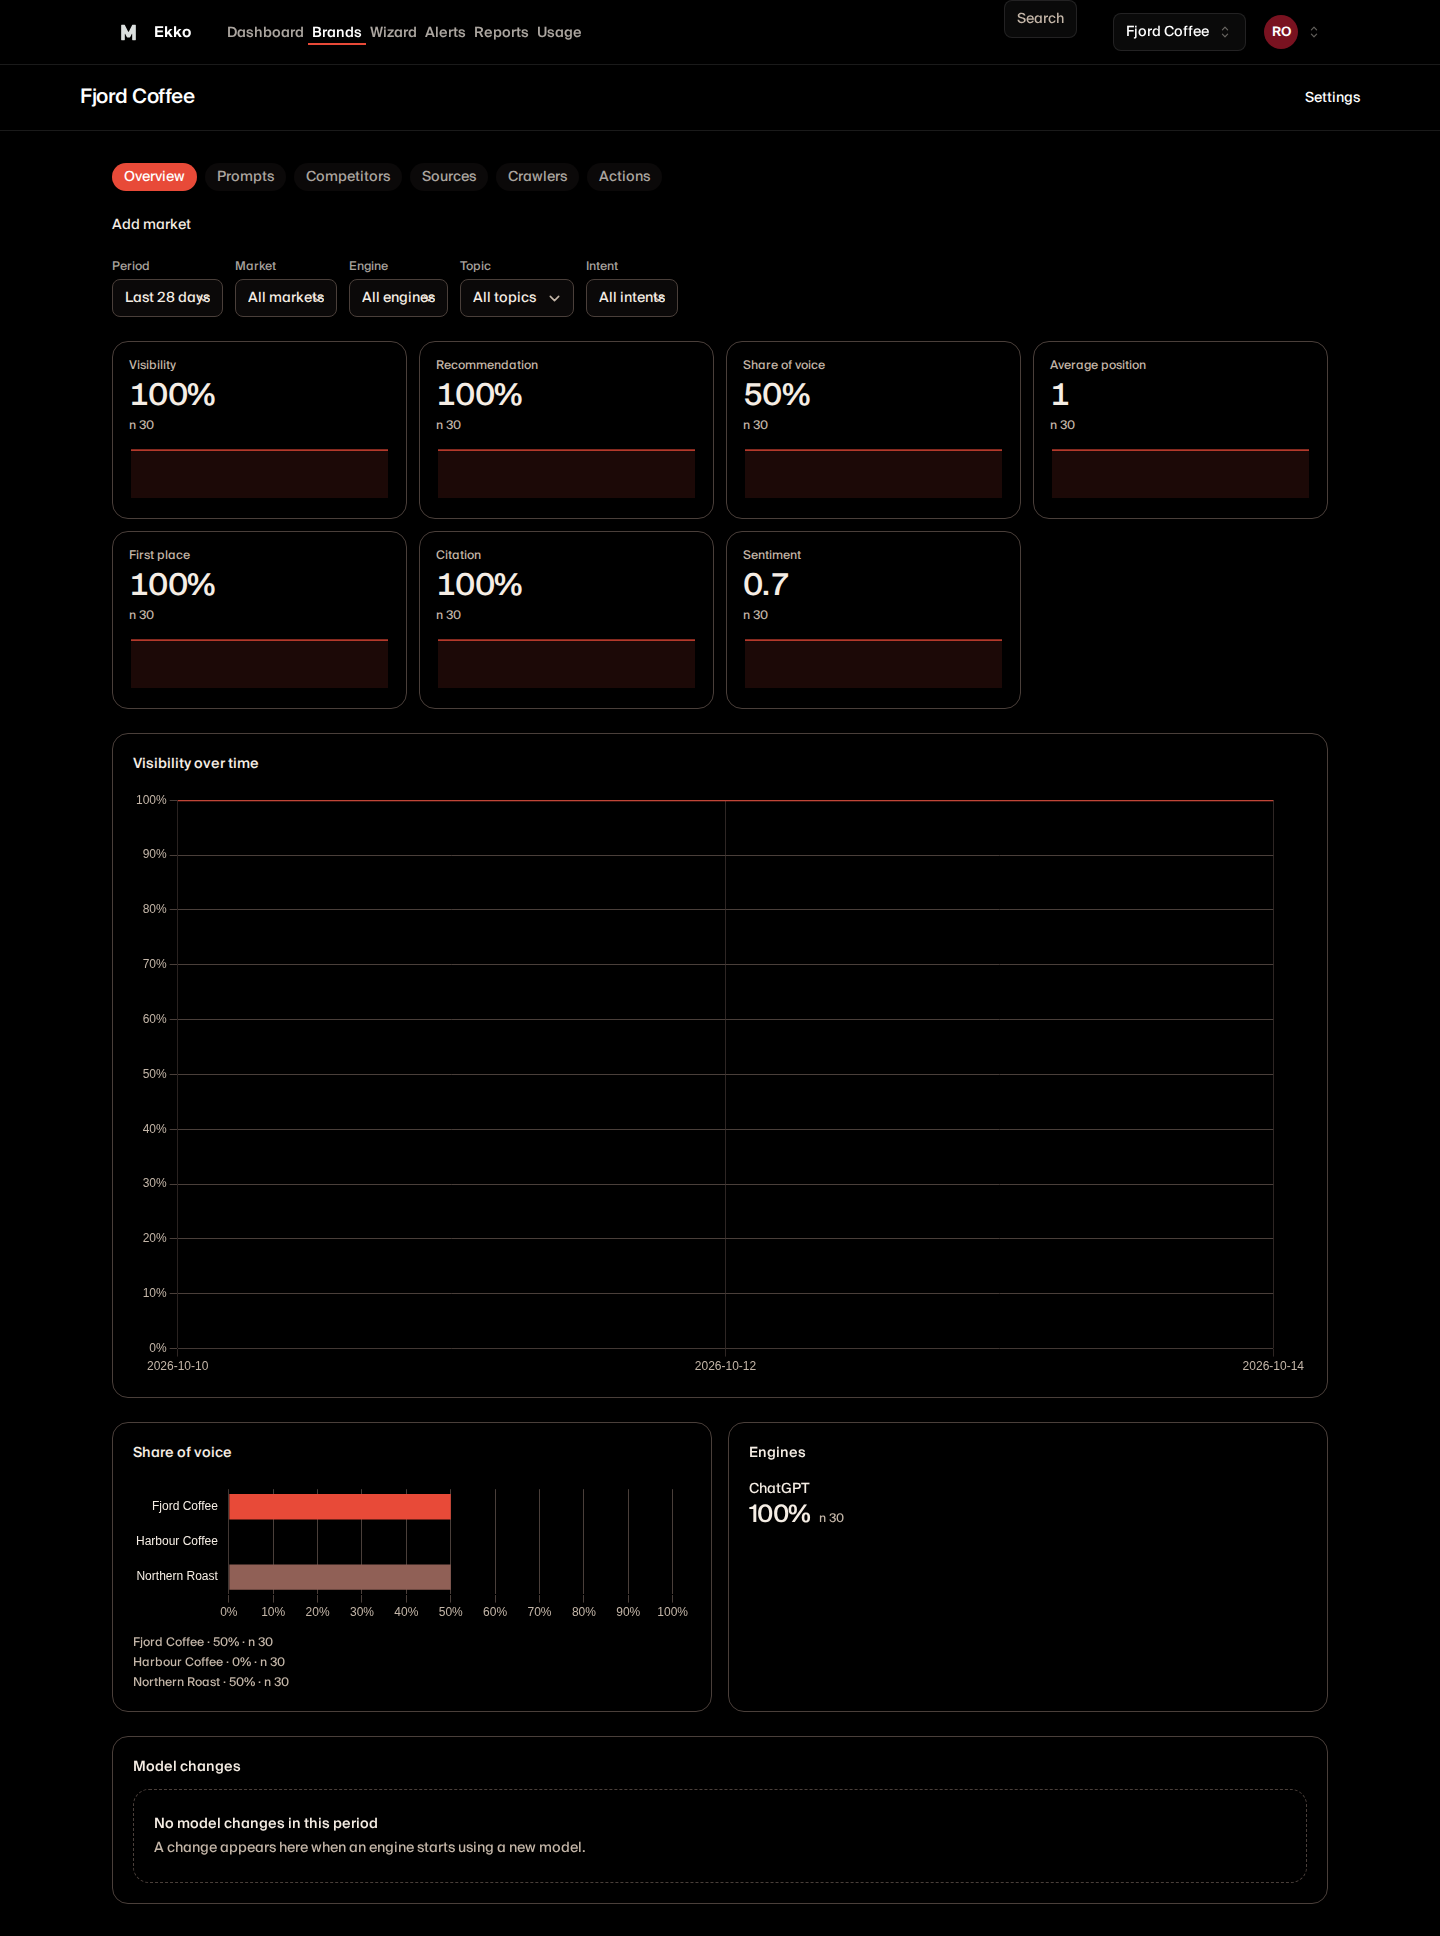 M Ekko Dashboard Brands Wizard Alerts Reports Usage Search Fjord Coffee RO
Fjord Coffee Settings
Overview Prompts Competitors Sources Crawlers Actions
Add market
Period Market Engine Topic Intent
Last 28 days All markets All engines All topics All intents
Visibility Recommendation Share of voice Average position
100% 100% 50% 1
n 30 n 30 n 30 n 30
First place Citation Sentiment
100% 100% 0.7
n 30 n 30 n 30
Visibility over time
100%
90%
80%
70%
60%
50%
40%
30%
20%
10%
0%
2026-10-10 2026-10-12 2026-10-14
Share of voice
Fjord Coffee
Harbour Coffee
Northern Roast
0% 10% 20% 30% 40% 50% 60% 70% 80% 90% 100%
Fjord Coffee · 50% · n 30
Harbour Coffee · 0% · n 30
Northern Roast · 50% · n 30
Engines
ChatGPT
100% n 30
Model changes
No model changes in this period
A change appears here when an engine starts using a new model.